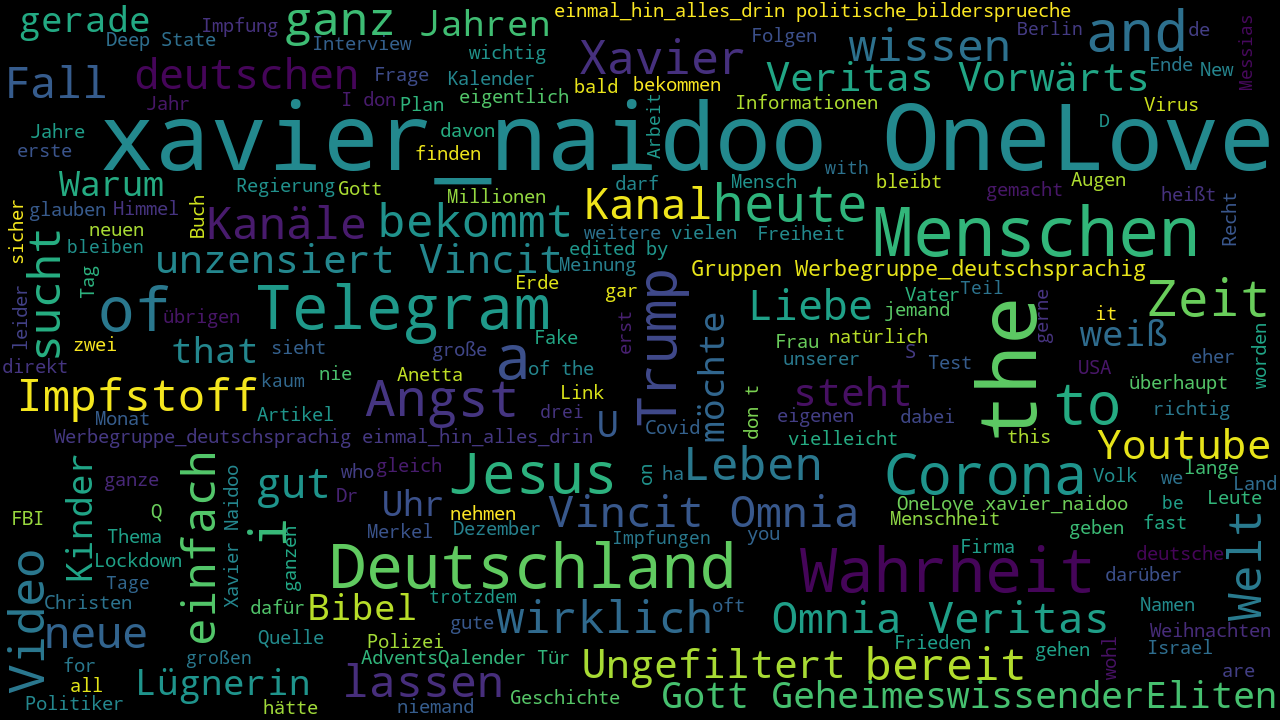 einmal_hin_alles_drin politische_bildersprueche
gerade Impfung ganz Jahren and de
Deep State Interview wichtig Xavier Folgen wissen Berlin Messias
Fall deutschen Frage Kalender bald bekommen Veritas Vorwärts Ende New
Jahr I don Plan eigentlich Informationen Virus
Jahre xavier_naidoo davon Arbeit OneLove D
erste finden with
Warum Regierung Gott Millionen darf Mensch bleibt gemacht Augen heißt
glauben Himmel Buch Kanäle bekommt Kanal heute Menschen Recht
sicher neuen weitere vielen Freiheit
sucht bleiben unzensiert Vincit edited by Meinung
Tag Erde gar Gruppen Werbegruppe_deutschsprachig
leider of übrigen Telegram Trump Liebe Vater Teil jemand Zeit
zwei that sieht große Fake erst möchte Frau natürlich the gerne it weiß
direkt kaum nie Anetta a of the unserer S Test USA eher worden
Impfstoff Angst Link steht to überhaupt
Monat Artikel drei U Covid don t eigenen dabei richtig
Werbegruppe_deutschsprachig einmal_hin_alles_drin vielleicht this Youtube
Kinder ganze einfach gut who gleich Jesus on ha Leben Corona Volk we lange Land
FBI Q Xavier Naidoo i Dr Uhr nehmen Vincit Omnia OneLove xavier_naidoo be Leute
Thema Merkel Dezember Impfungen you Menschheit geben fast
Video Lockdown ganzen Deutschland Wahrheit Firma deutsche Welt
Tage darüber
Christen dafür Bibel trotzdem oft Namen
neue gute wirklich Omnia Veritas Weihnachten
Quelle Polizei Frieden gehen wohl Israel
for großen AdventsQalender Tür Ungefiltert bereit are
all Lügnerin lassen
Politiker hätte niemand Geschichte Gott GeheimeswissenderEliten